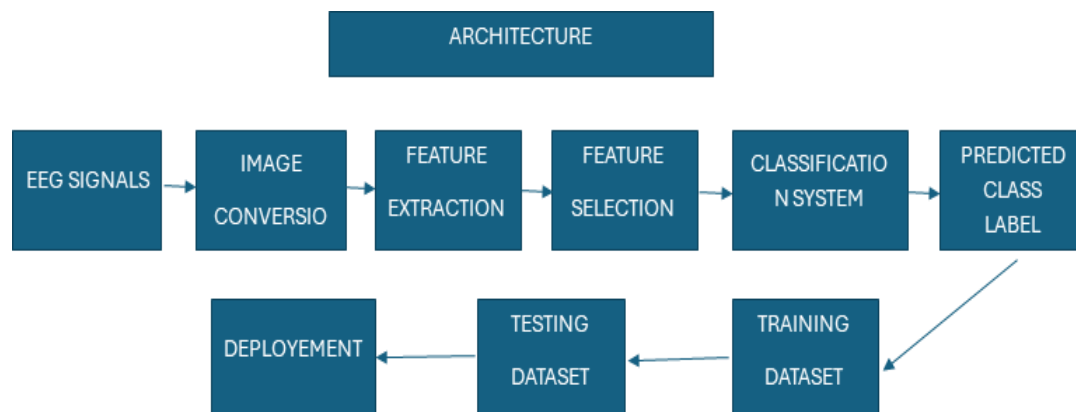 ARCHITECTURE
EEG SIGNALS
IMAGE
CONVERSIO
FEATURE
EXTRACTION
FEATURE
SELECTION
CLASSIFICATIO
N SYSTEM
PREDICTED
CLASS
LABEL
DEPLOYEMENT
TESTING
DATASET
TRAINING
DATASET